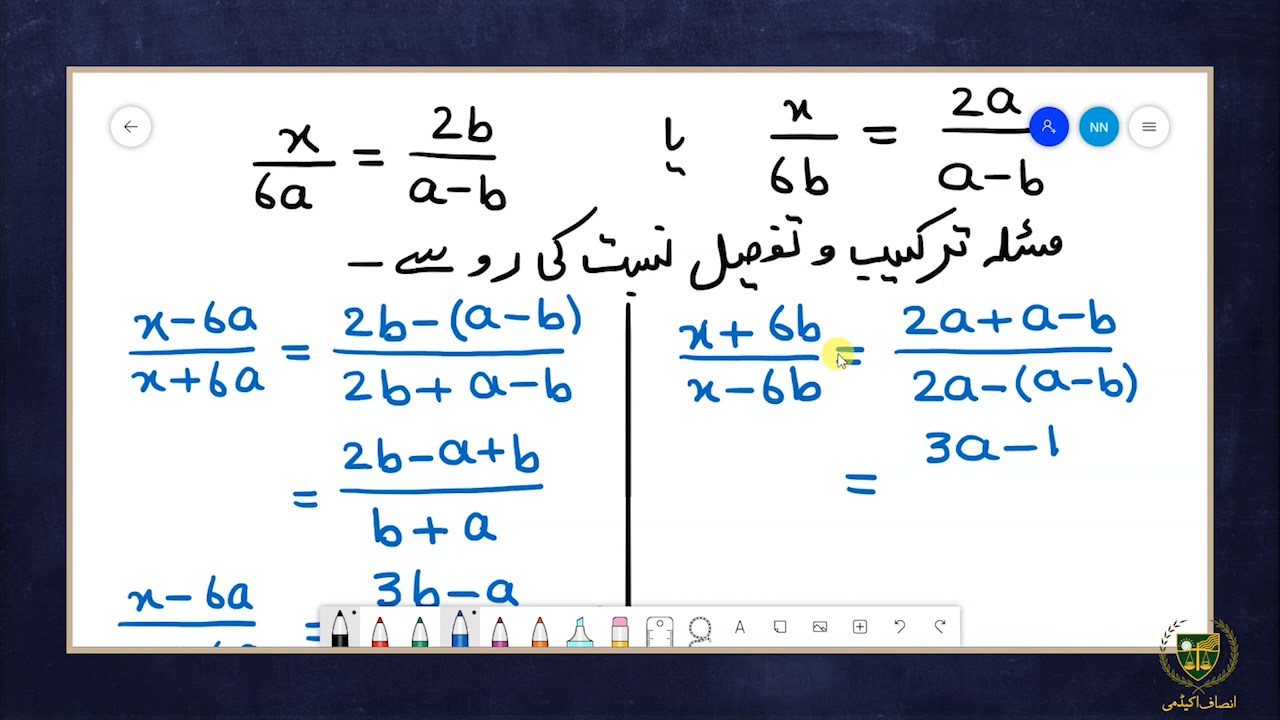 x/6a = 2b/(a-b) یا x/6b = 2a/(a-b)
مسئلہ ترکیب و تفصیل نسبت کی رو سے -
(x-6a)/(x+6a) = (2b-(a-b))/(2b+a-b)
= (2b-a+b)/(b+a)
x-6a = 3b-a
(x+6b)/(x-6b) = (2a+a-b)/(2a-(a-b))
= 3a-l
NN
A
انصاف اکیڈمی